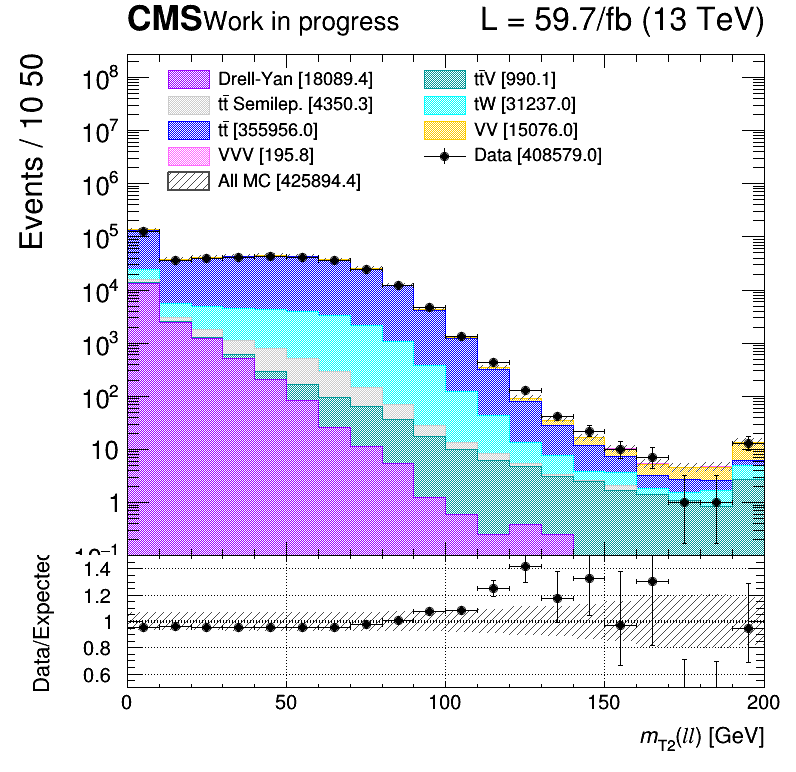 CMS Work in progress L = 59.7/fb (13 TeV)
Events / 10 50
10⁸
10⁷
10⁶
10⁵
10⁴
10³
10²
10
1
10⁻¹
Drell-Yan [18089.4]
tt̄ Semilep. [4350.3]
tt̄ [355956.0]
VVV [195.8]
All MC [425894.4]
tt̄V [990.1]
tW [31237.0]
VV [15076.0]
Data [408579.0]
Data/Expected
1.4
1.2
1
0.8
0.6
0 50 100 150 200
m_T2(ll) [GeV]